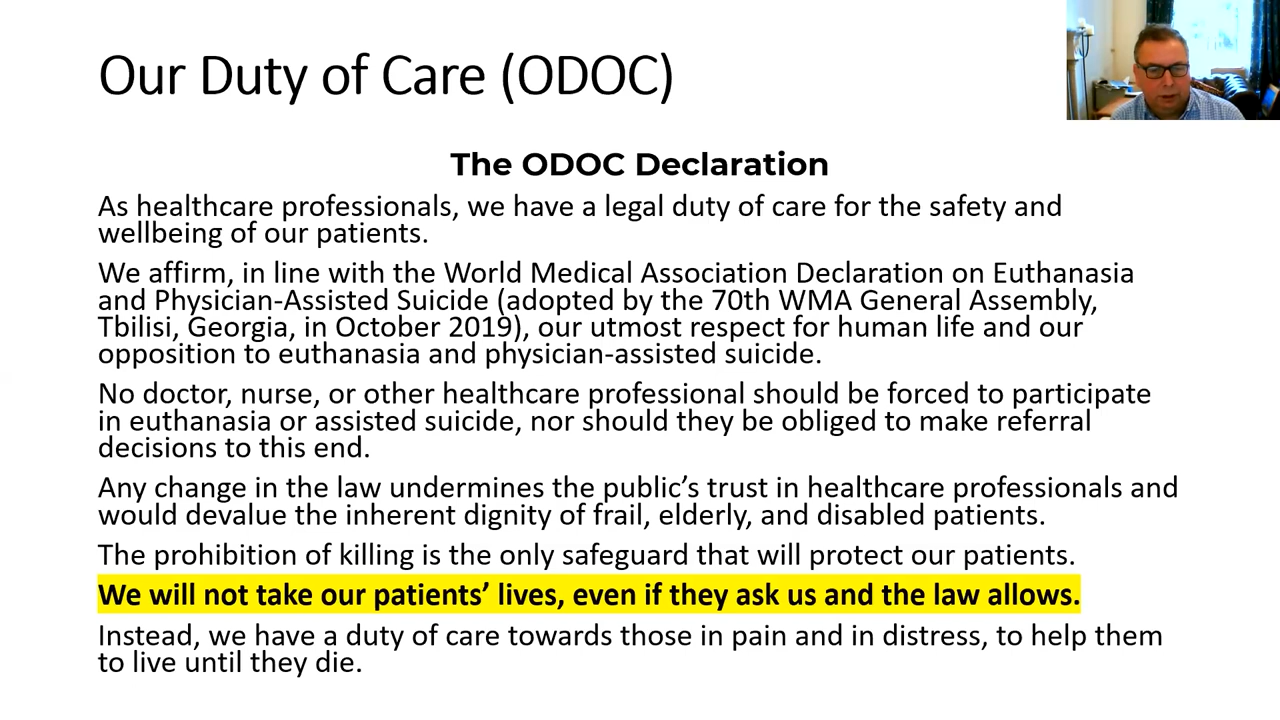 Our Duty of Care (ODOC)
The ODOC Declaration
As healthcare professionals, we have a legal duty of care for the safety and
wellbeing of our patients.
We affirm, in line with the World Medical Association Declaration on Euthanasia
and Physician-Assisted Suicide (adopted by the 70th WMA General Assembly,
Tbilisi, Georgia, in October 2019), our utmost respect for human life and our
opposition to euthanasia and physician-assisted suicide.
No doctor, nurse, or other healthcare professional should be forced to participate
in euthanasia or assisted suicide, nor should they be obliged to make referral
decisions to this end.
Any change in the law undermines the public’s trust in healthcare professionals and
would devalue the inherent dignity of frail, elderly, and disabled patients.
The prohibition of killing is the only safeguard that will protect our patients.
We will not take our patients’ lives, even if they ask us and the law allows.
Instead, we have a duty of care towards those in pain and in distress, to help them
to live until they die.